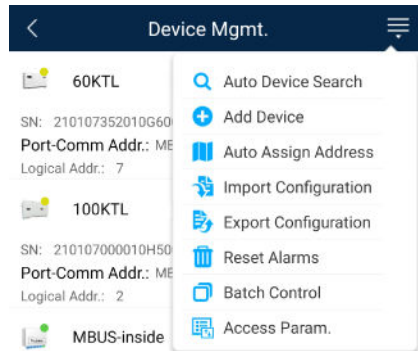 Device Mgmt.
60KTL
SN: 210107352010G60
Port-Comm Addr.: MB
Logical Addr.: 7
100KTL
SN: 210107000010H50
Port-Comm Addr.: MB
Logical Addr.: 2
MBUS-inside
Auto Device Search
Add Device
Auto Assign Address
Import Configuration
Export Configuration
Reset Alarms
Batch Control
Access Param.